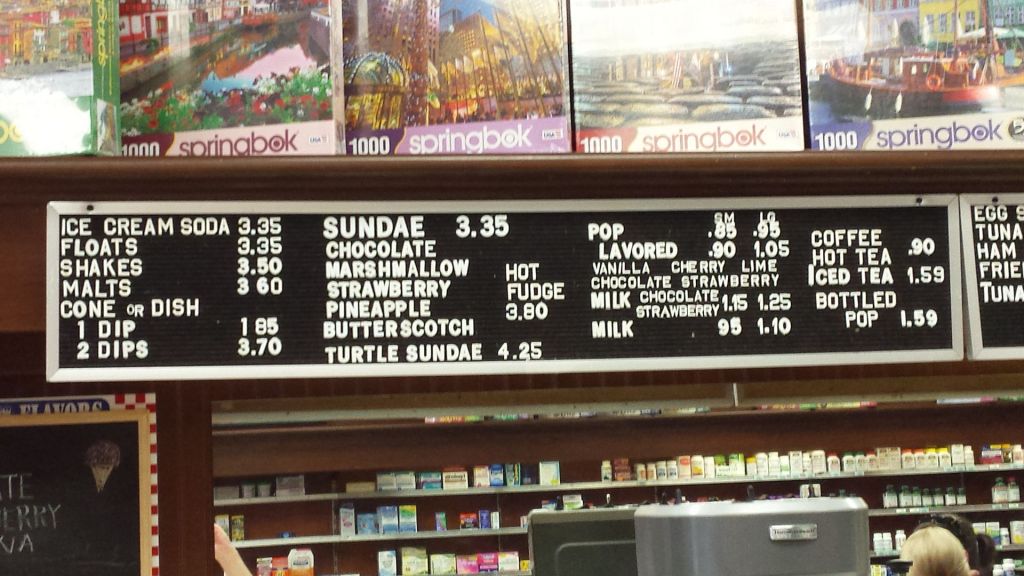 1000 springbok
1000 springbok
1000 springbok
1000 springbok
ICE CREAM SODA 3.35
FLOATS 3.35
SHAKES 3.50
MALTS 3 60
CONE OR DISH
1 DIP 1 85
2 DIPS 3.70
SUNDAE 3.35
CHOCOLATE
MARSHMALLOW
STRAWBERRY
PINEAPPLE
BUTTERSCOTCH
TURTLE SUNDAE 4.25
HOT
FUDGE
3.80
SM LG
POP .85 .95
LAVORED .90 1.05
VANILLA CHERRY LIME
CHOCOLATE STRAWBERRY
MILK CHOCOLATE 1.15 1.25
STRAWBERRY
MILK 95 1.10
COFFEE
HOT TEA .90
ICED TEA 1.59
BOTTLED
POP 1.59
EGG S
TUNA
HAM
FRIE
TUNA
FLAVORS
TE
ERRY